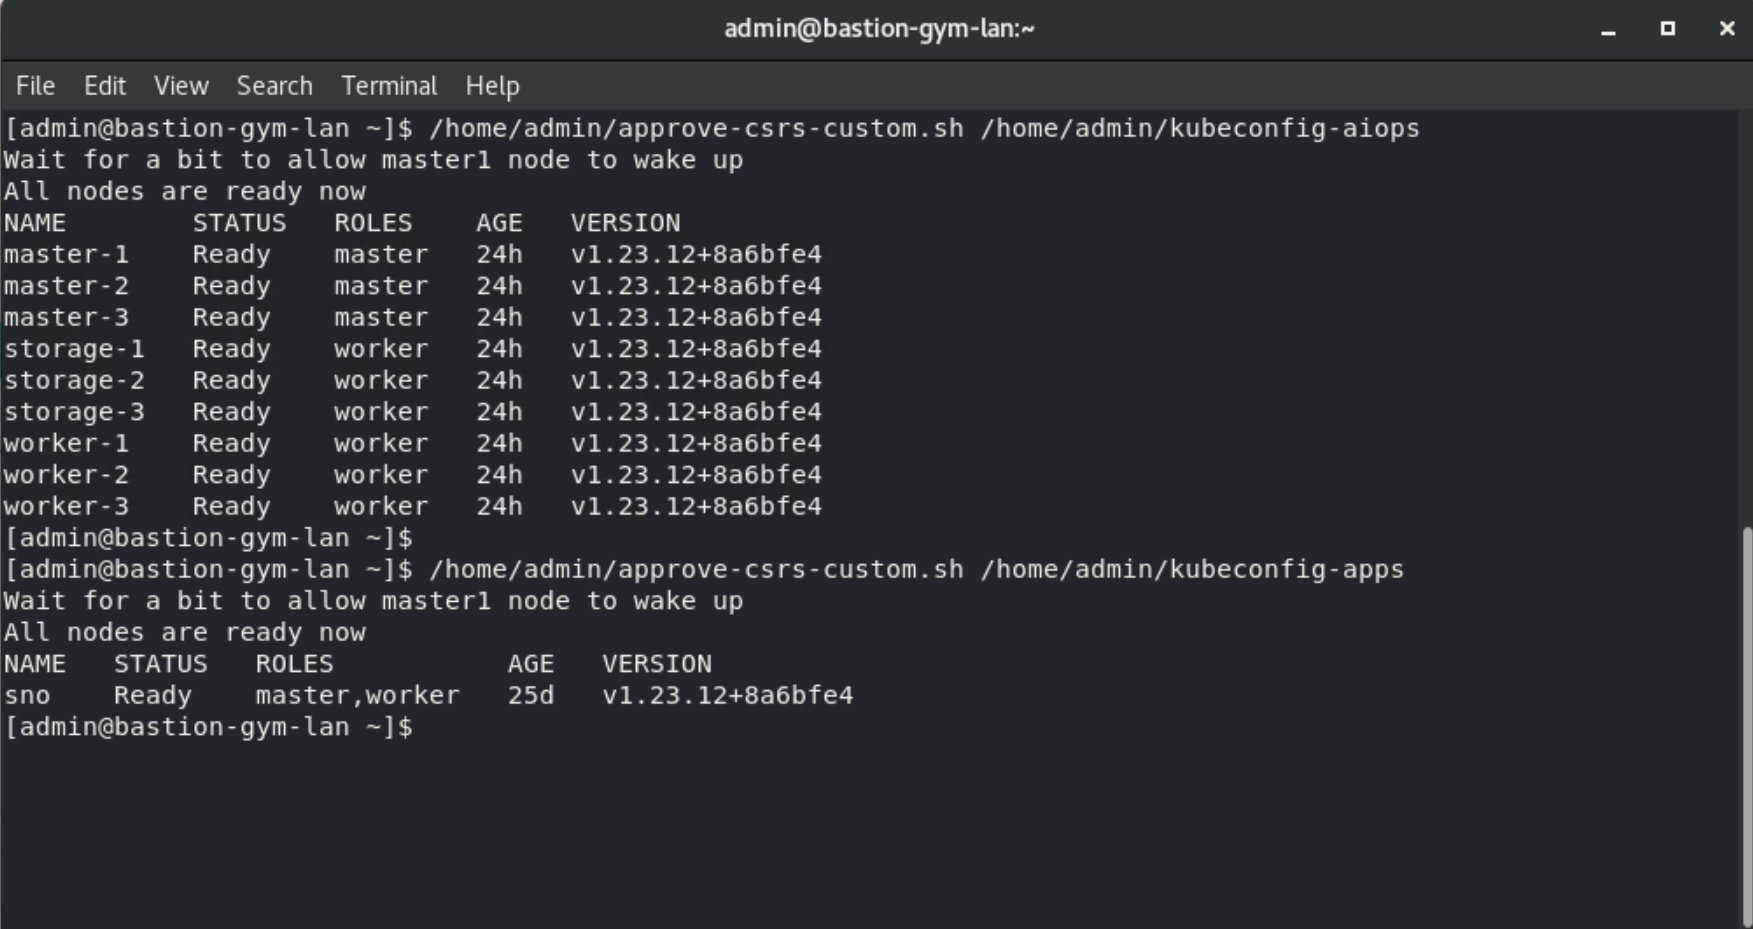 admin@bastion-gym-lan:~
File Edit View Search Terminal Help
[admin@bastion-gym-lan ~]$ /home/admin/approve-csrs-custom.sh /home/admin/kubeconfig-aiops
Wait for a bit to allow master1 node to wake up
All nodes are ready now
NAME        STATUS   ROLES    AGE   VERSION
master-1    Ready    master   24h   v1.23.12+8a6bfe4
master-2    Ready    master   24h   v1.23.12+8a6bfe4
master-3    Ready    master   24h   v1.23.12+8a6bfe4
storage-1   Ready    worker   24h   v1.23.12+8a6bfe4
storage-2   Ready    worker   24h   v1.23.12+8a6bfe4
storage-3   Ready    worker   24h   v1.23.12+8a6bfe4
worker-1    Ready    worker   24h   v1.23.12+8a6bfe4
worker-2    Ready    worker   24h   v1.23.12+8a6bfe4
worker-3    Ready    worker   24h   v1.23.12+8a6bfe4
[admin@bastion-gym-lan ~]$
[admin@bastion-gym-lan ~]$ /home/admin/approve-csrs-custom.sh /home/admin/kubeconfig-apps
Wait for a bit to allow master1 node to wake up
All nodes are ready now
NAME   STATUS   ROLES           AGE   VERSION
sno    Ready    master,worker   25d   v1.23.12+8a6bfe4
[admin@bastion-gym-lan ~]$